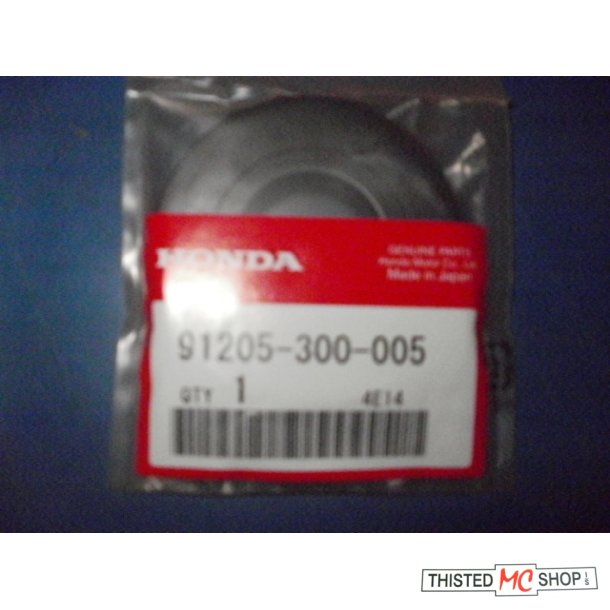 HONDA
GENUINE PARTS
Honda Motor Co., Ltd.
Made in Japan
91205-300-005
QTY 1 4E14
THISTED MC SHOP I/S